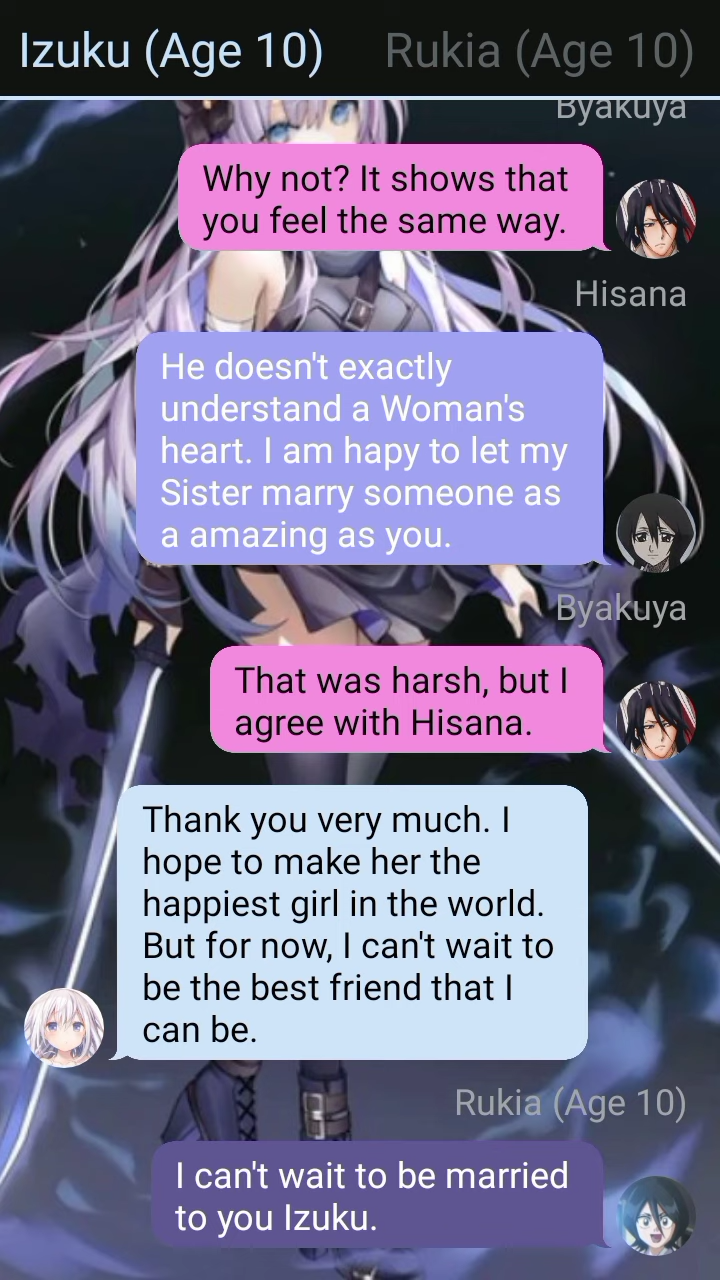 Izuku (Age 10) Rukia (Age 10)
Byakuya
Why not? It shows that
you feel the same way.
Hisana
He doesn't exactly
understand a Woman's
heart. I am hapy to let my
Sister marry someone as
a amazing as you.
Byakuya
That was harsh, but I
agree with Hisana.
Thank you very much. I
hope to make her the
happiest girl in the world.
But for now, I can't wait to
be the best friend that I
can be.
Rukia (Age 10)
I can't wait to be married
to you Izuku.